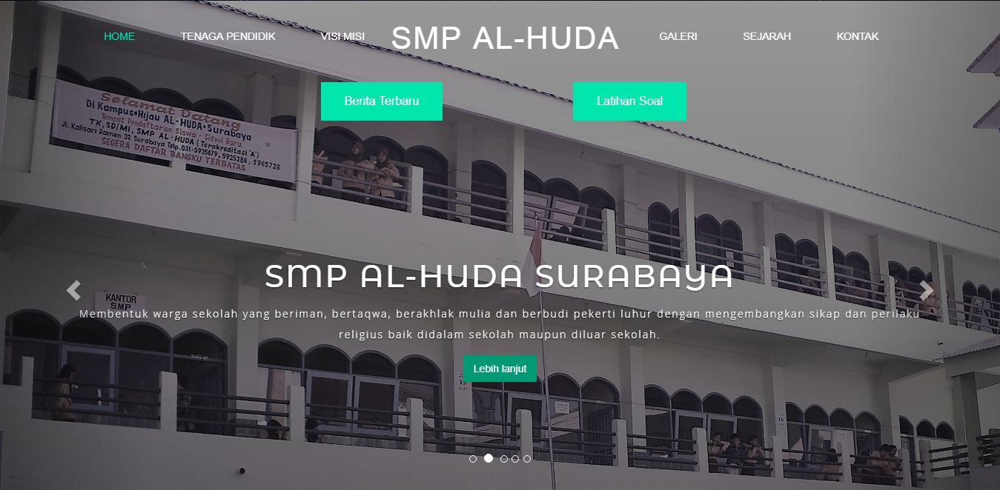 HOME
TENAGA PENDIDIK
VISI MISI
SMP AL-HUDA
GALERI
SEJARAH
KONTAK
Berita Terbaru
Latihan Soal
Selamat Datang
Di Kampus Hijau AL-HUDA Surabaya
Tempat Pendaftaran Siswa - Siswi Baru
TK, SD/MI, SMP AL-HUDA (Terakreditasi "A")
Jl. Kalisari Damen 32 Surabaya Telp. 031-5935679, 5925286, 5965726
SEGERA DAFTAR BANGKU TERBATAS
SMP AL-HUDA SURABAYA
KANTOR
SMP
Membentuk warga sekolah yang beriman, bertaqwa, berakhlak mulia dan berbudi pekerti luhur dengan mengembangkan sikap dan perilaku
religius baik didalam sekolah maupun diluar sekolah.
Lebih lanjut